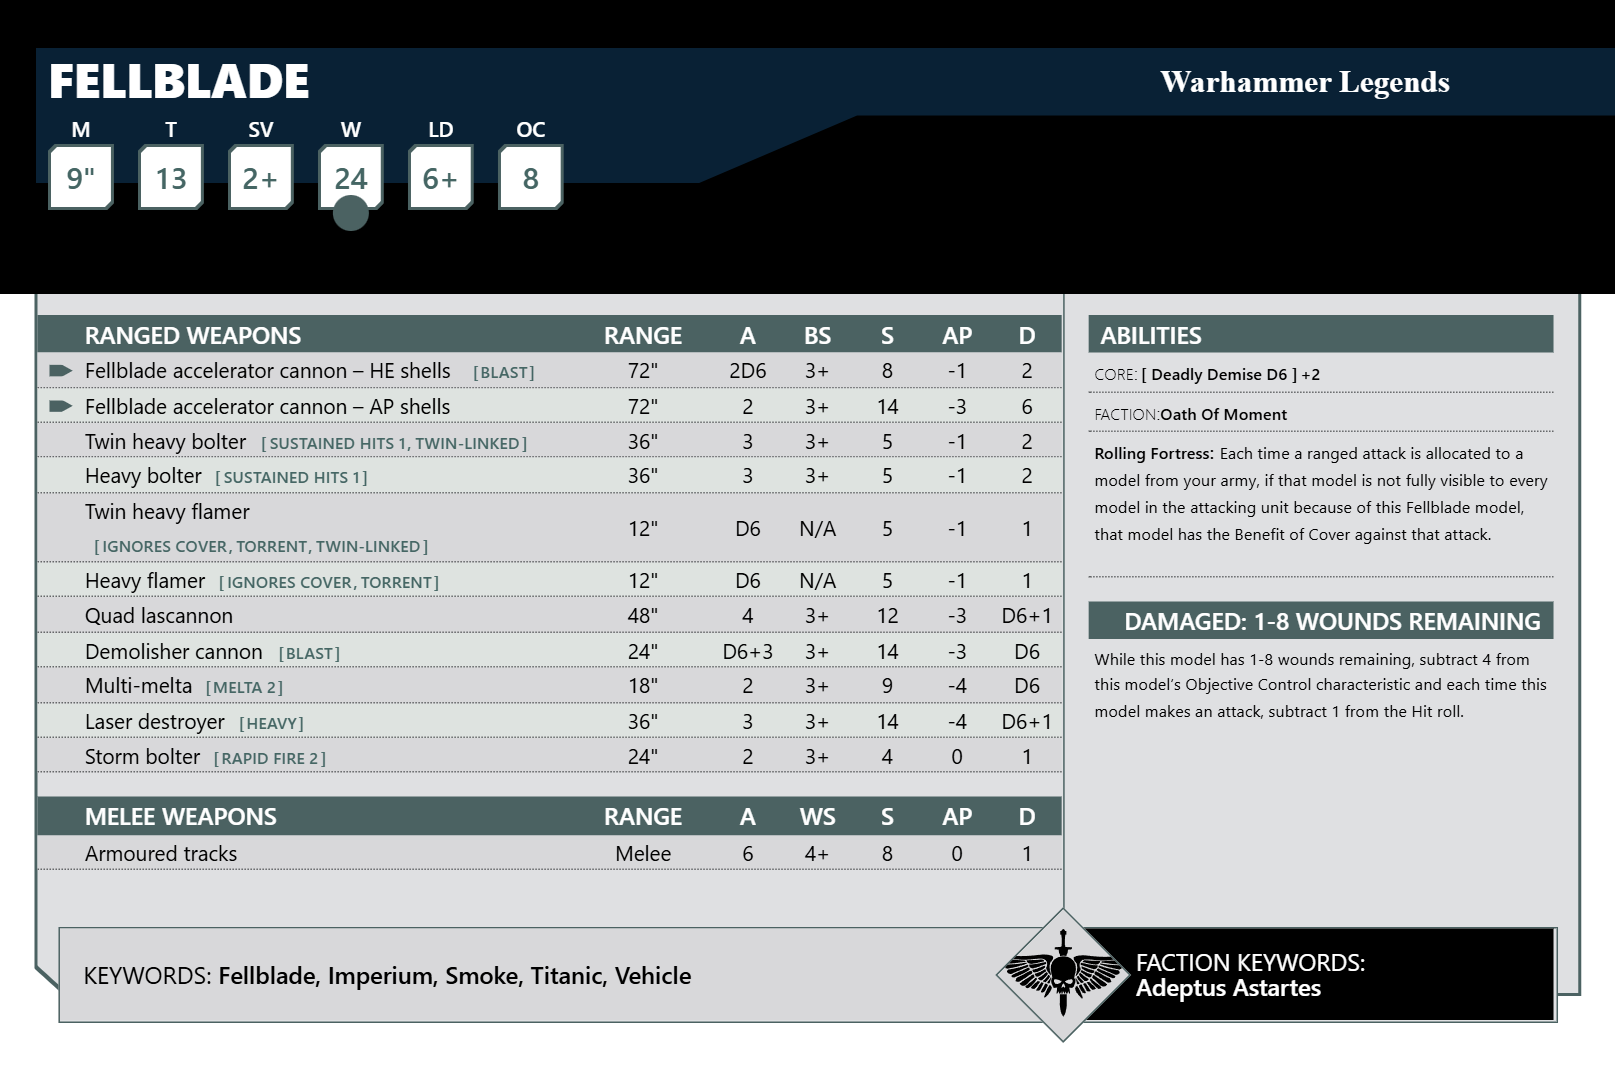 FELLBLADE
Warhammer Legends
M T SV W LD OC
9" 13 2+ 24 6+ 8
RANGED WEAPONS RANGE A BS S AP D
Fellblade accelerator cannon – HE shells [BLAST] 72" 2D6 3+ 8 -1 2
Fellblade accelerator cannon – AP shells 72" 2 3+ 14 -3 6
Twin heavy bolter [SUSTAINED HITS 1, TWIN-LINKED] 36" 3 3+ 5 -1 2
Heavy bolter [SUSTAINED HITS 1] 36" 3 3+ 5 -1 2
Twin heavy flamer
[IGNORES COVER, TORRENT, TWIN-LINKED] 12" D6 N/A 5 -1 1
Heavy flamer [IGNORES COVER, TORRENT] 12" D6 N/A 5 -1 1
Quad lascannon 48" 4 3+ 12 -3 D6+1
Demolisher cannon [BLAST] 24" D6+3 3+ 14 -3 D6
Multi-melta [MELTA 2] 18" 2 3+ 9 -4 D6
Laser destroyer [HEAVY] 36" 3 3+ 14 -4 D6+1
Storm bolter [RAPID FIRE 2] 24" 2 3+ 4 0 1
MELEE WEAPONS RANGE A WS S AP D
Armoured tracks Melee 6 4+ 8 0 1
ABILITIES
CORE: [ Deadly Demise D6 ] +2
FACTION:Oath Of Moment
Rolling Fortress: Each time a ranged attack is allocated to a
model from your army, if that model is not fully visible to every
model in the attacking unit because of this Fellblade model,
that model has the Benefit of Cover against that attack.
DAMAGED: 1-8 WOUNDS REMAINING
While this model has 1-8 wounds remaining, subtract 4 from
this model’s Objective Control characteristic and each time this
model makes an attack, subtract 1 from the Hit roll.
KEYWORDS: Fellblade, Imperium, Smoke, Titanic, Vehicle
FACTION KEYWORDS:
Adeptus Astartes